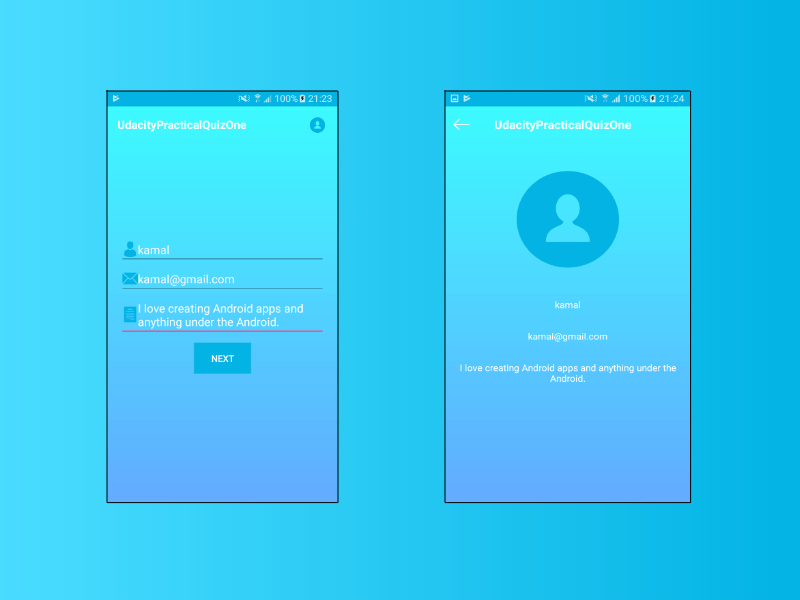 100% 21:23
UdacityPracticalQuizOne
kamal
kamal@gmail.com
I love creating Android apps and
anything under the Android.
NEXT
100% 21:24
UdacityPracticalQuizOne
kamal
kamal@gmail.com
I love creating Android apps and anything under the
Android.